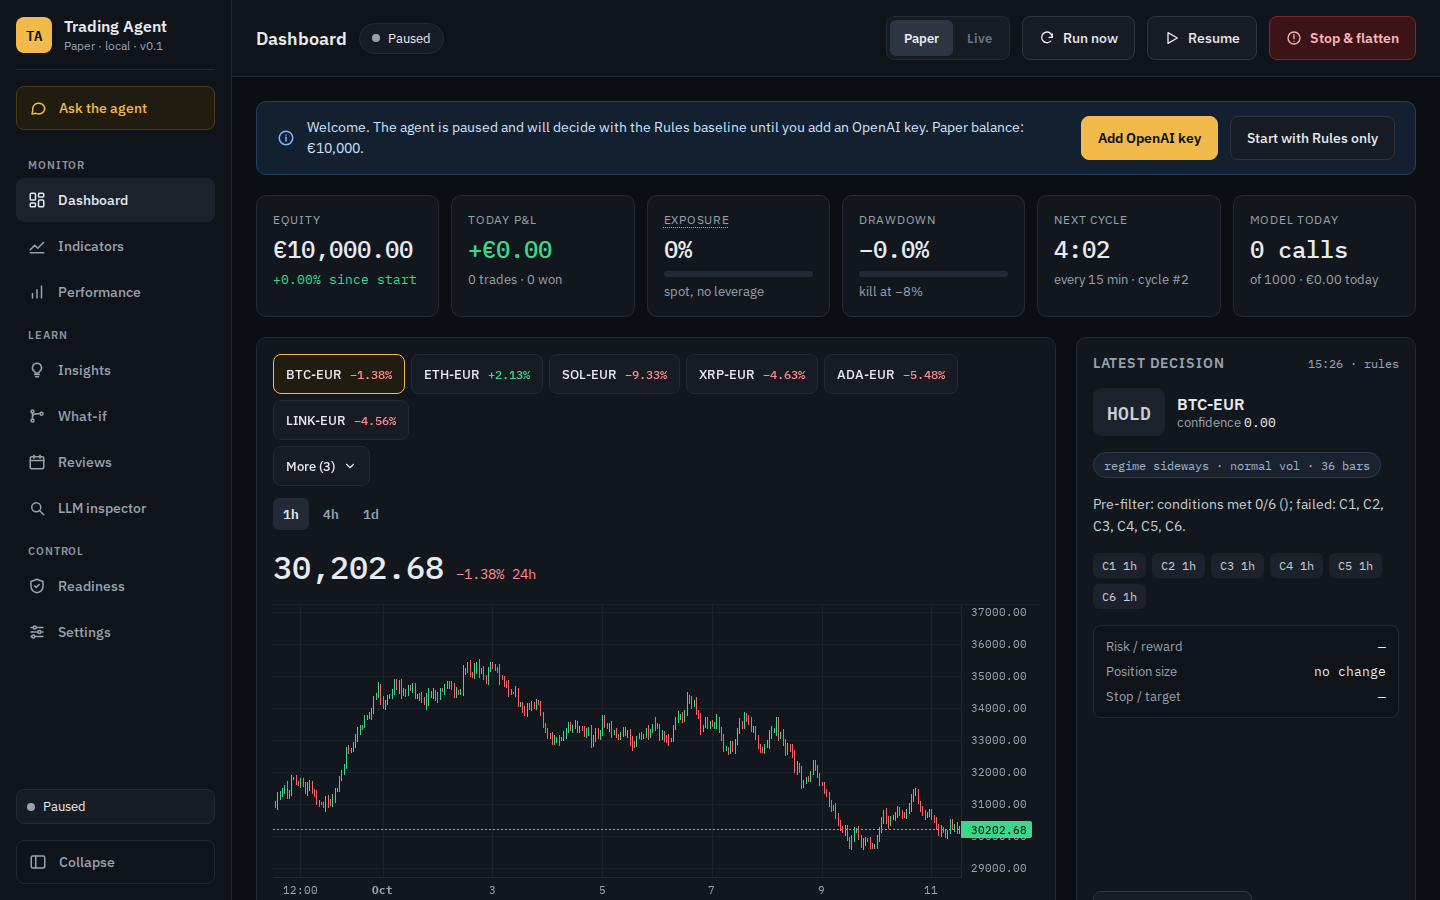 TA
Trading Agent
Paper · local · v0.1
Ask the agent
MONITOR
Dashboard
Indicators
Performance
LEARN
Insights
What-if
Reviews
LLM inspector
CONTROL
Readiness
Settings
Paused
Collapse
Dashboard
Paused
Paper
Live
Run now
Resume
Stop & flatten
Welcome. The agent is paused and will decide with the Rules baseline until you add an OpenAI key. Paper balance:
€10,000.
Add OpenAI key
Start with Rules only
EQUITY
€10,000.00
+0.00% since start
TODAY P&L
+€0.00
0 trades · 0 won
EXPOSURE
0%
spot, no leverage
DRAWDOWN
−0.0%
kill at −8%
NEXT CYCLE
4:02
every 15 min · cycle #2
MODEL TODAY
0 calls
of 1000 · €0.00 today
BTC-EUR −1.38%
ETH-EUR +2.13%
SOL-EUR −9.33%
XRP-EUR −4.63%
ADA-EUR −5.48%
LINK-EUR −4.56%
More (3)
1h
4h
1d
30,202.68 −1.38% 24h
37000.00
36000.00
35000.00
34000.00
33000.00
32000.00
31000.00
30202.68
29000.00
12:00
Oct
3
5
7
9
11
LATEST DECISION
15:26 · rules
HOLD
BTC-EUR
confidence 0.00
regime sideways · normal vol · 36 bars
Pre-filter: conditions met 0/6 (); failed: C1, C2,
C3, C4, C5, C6.
C1 1h
C2 1h
C3 1h
C4 1h
C5 1h
C6 1h
Risk / reward
—
Position size
no change
Stop / target
—